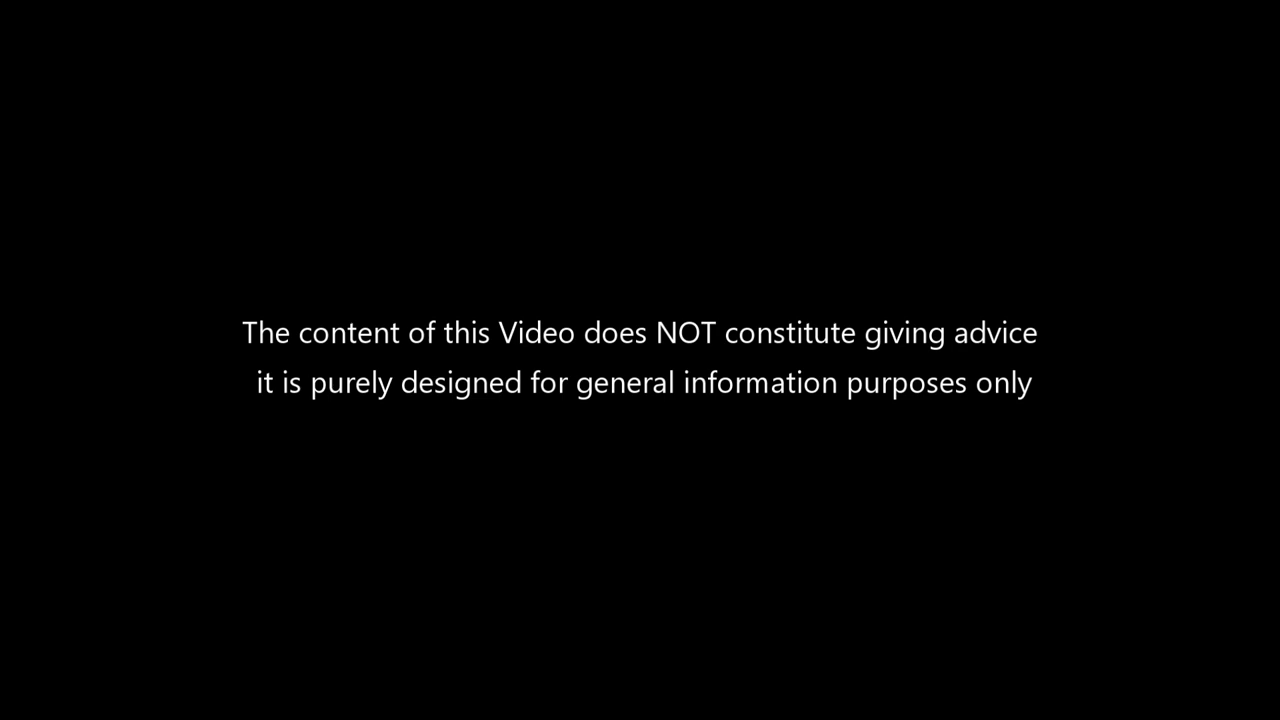 The content of this Video does NOT constitute giving advice
it is purely designed for general information purposes only